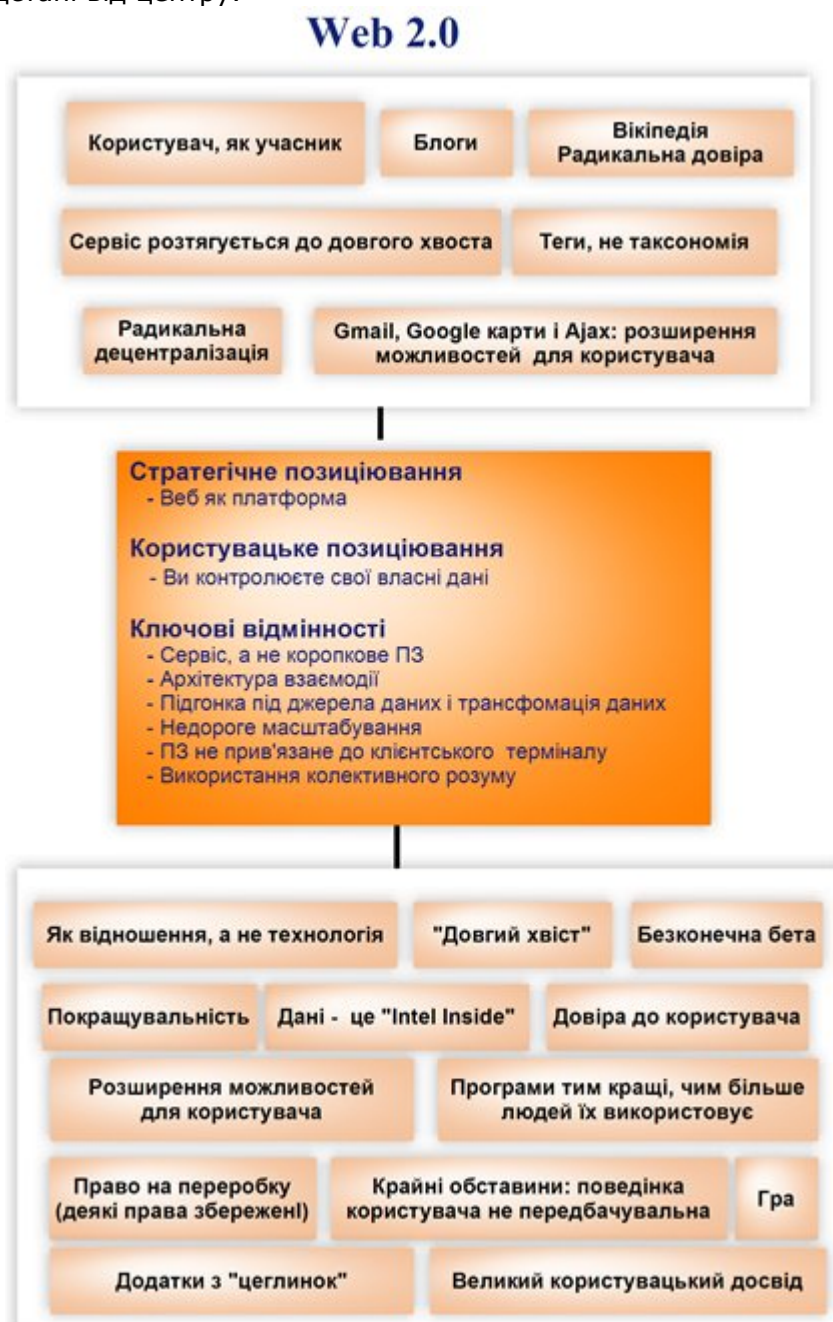 від центру.
Web 2.0
Користувач, як учасник
Блоги
Вікіпедія
Радикальна довіра
Сервіс розтягується до довгого хвоста
Теги, не таксономія
Радикальна
децентралізація
Gmail, Google карти і Ajax: розширення
можливостей для користувача
Стратегічне позиціювання
- Веб як платформа
Користувацьке позиціювання
- Ви контролюєте свої власні дані
Ключові відмінності
- Сервіс, а не коропкове ПЗ
- Архітектура взаємодії
- Підгонка під джерела даних і трансфомація даних
- Недороге масштабування
- ПЗ не прив'язане до клієнтського терміналу
- Використання колективного розуму
Як відношення, а не технологія
"Довгий хвіст"
Безконечна бета
Покращувальність
Дані - це "Intel Inside"
Довіра до користувача
Розширення можливостей
для користувача
Програми тим кращі, чим більше
людей їх використовує
Право на переробку
(деякі права збереженІ)
Крайні обставини: поведінка
користувача не передбачувальна
Гра
Додатки з "цеглинок"
Великий користувацький досвід